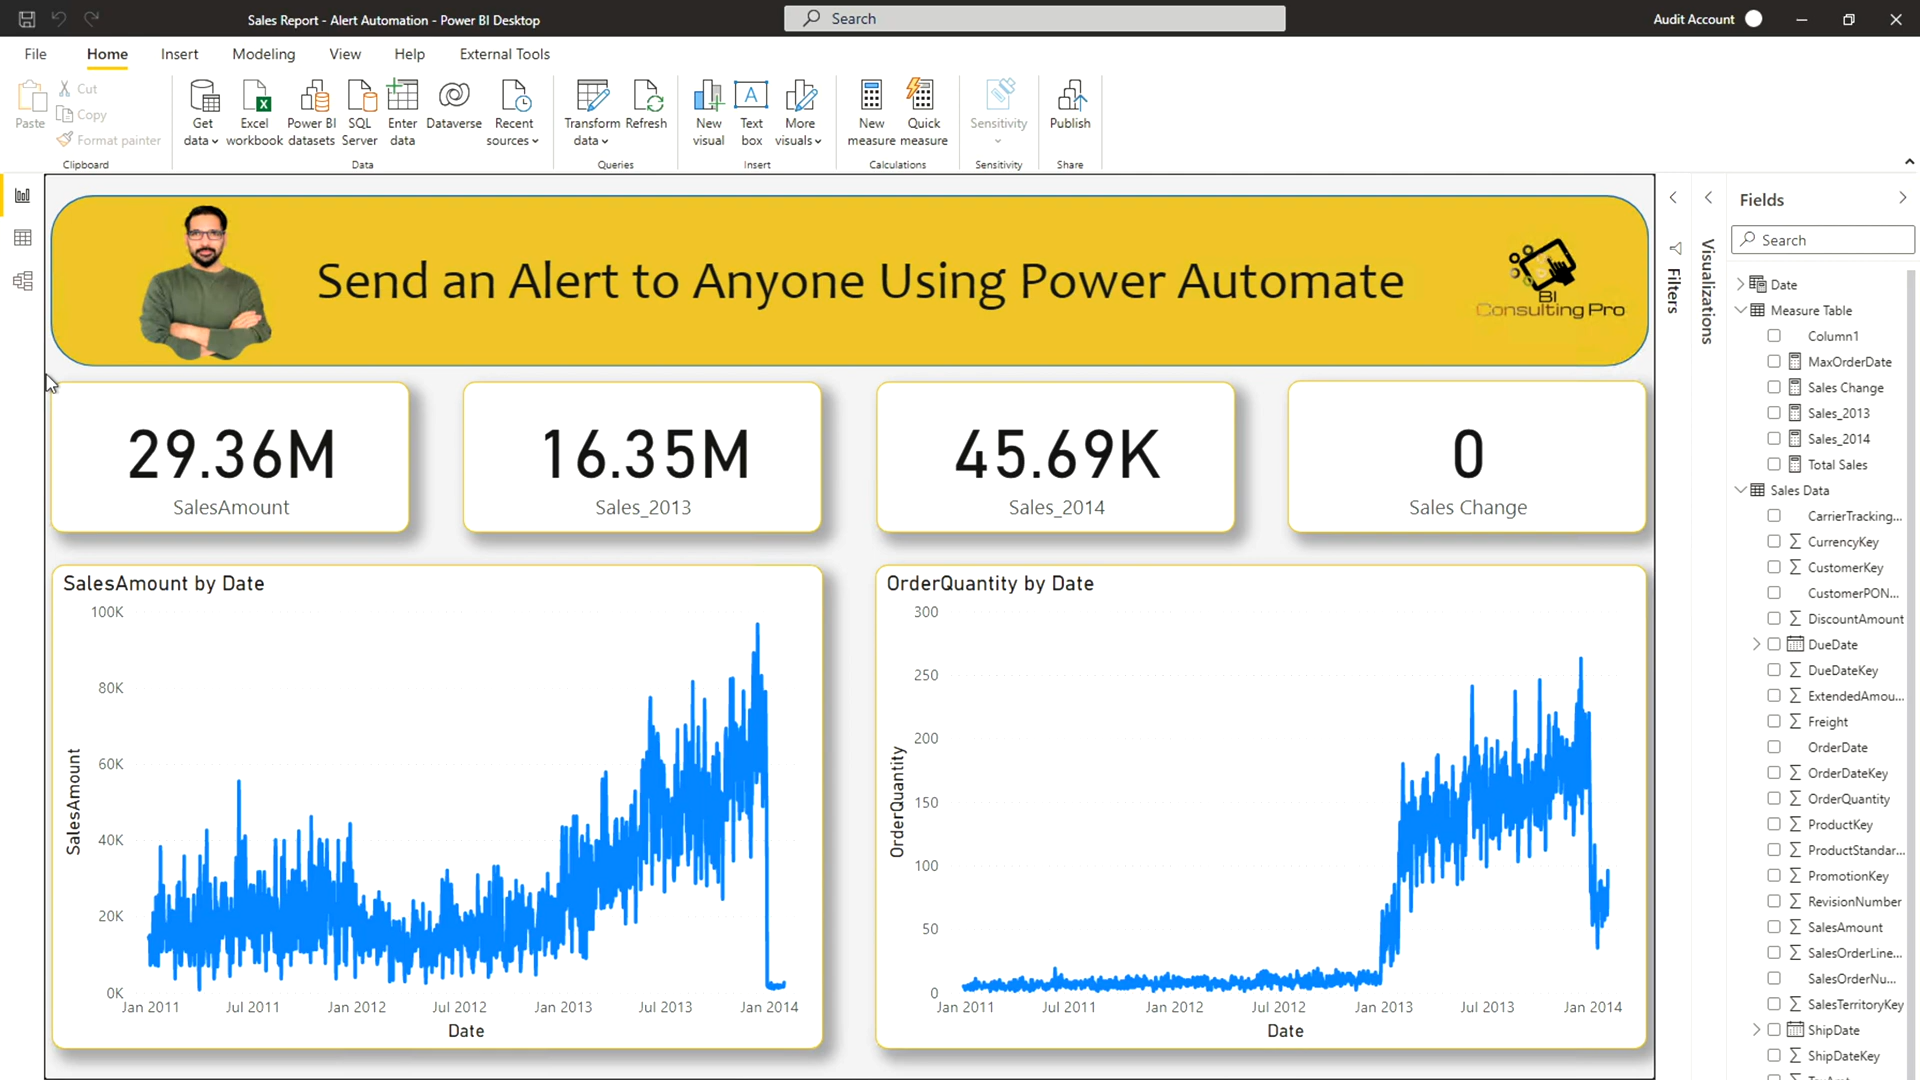 Sales Report - Alert Automation - Power BI Desktop
Search
Audit Account
File Home Insert Modeling View Help External Tools
Paste
Cut
Copy
Format painter
Clipboard
Get data
Excel workbook
Power BI datasets
SQL Server
Enter data
Dataverse
Recent sources
Data
Transform data
Refresh
Queries
New visual
Text box
More visuals
Insert
New measure
Quick measure
Calculations
Sensitivity
Sensitivity
Publish
Share
Send an Alert to Anyone Using Power Automate
BI
Consulting Pro
29.36M
SalesAmount
16.35M
Sales_2013
45.69K
Sales_2014
0
Sales Change
SalesAmount by Date
100K
80K
60K
40K
20K
0K
SalesAmount
Jan 2011 Jul 2011 Jan 2012 Jul 2012 Jan 2013 Jul 2013 Jan 2014
Date
OrderQuantity by Date
300
250
200
150
100
50
0
OrderQuantity
Jan 2011 Jul 2011 Jan 2012 Jul 2012 Jan 2013 Jul 2013 Jan 2014
Date
Filters
Visualizations
Fields
Search
Date
Measure Table
Column1
MaxOrderDate
Sales Change
Sales_2013
Sales_2014
Total Sales
Sales Data
CarrierTracking...
CurrencyKey
CustomerKey
CustomerPON...
DiscountAmount
DueDate
DueDateKey
ExtendedAmou...
Freight
OrderDate
OrderDateKey
OrderQuantity
ProductKey
ProductStandar...
PromotionKey
RevisionNumber
SalesAmount
SalesOrderLine...
SalesOrderNu...
SalesTerritoryKey
ShipDate
ShipDateKey